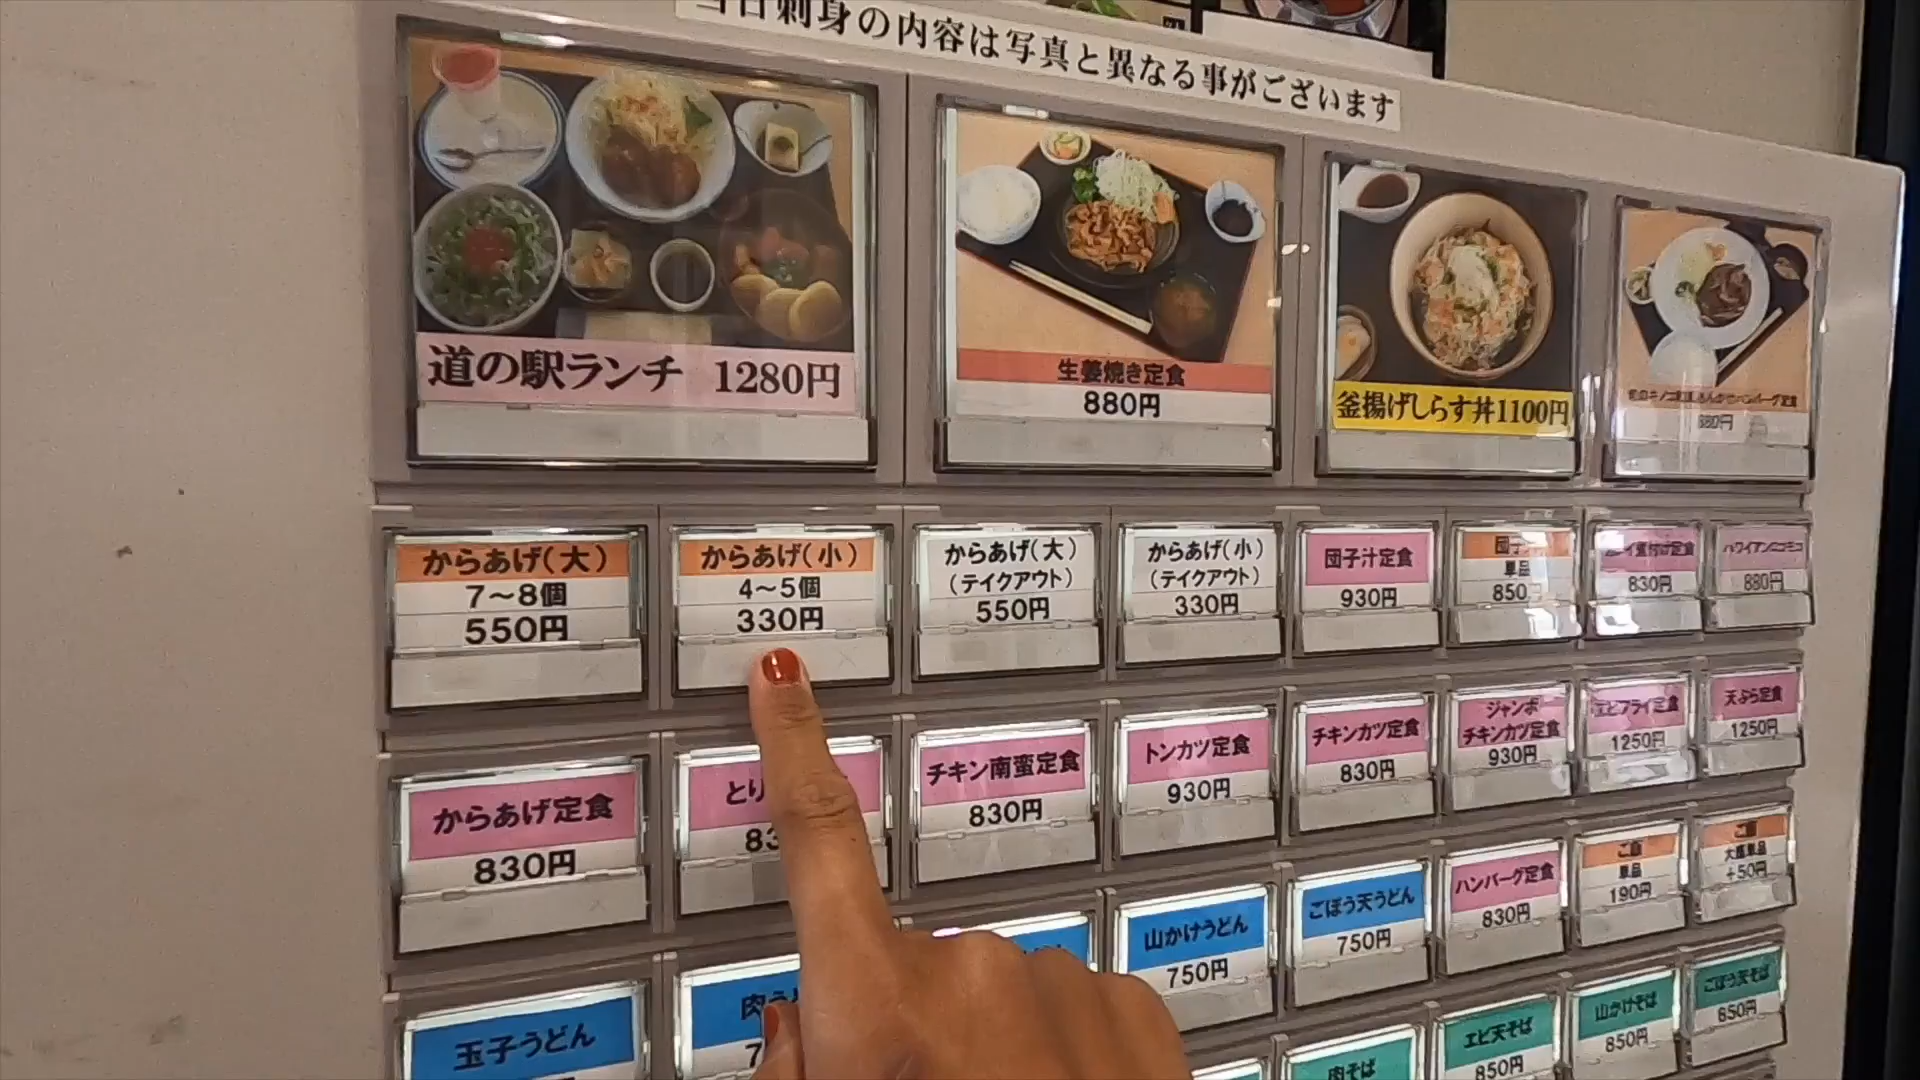 当日刺身の内容は写真と異なる事がございます
道の駅ランチ 1280円
生姜焼き定食
880円
釜揚げしらす丼1100円
からあげ(大)
7〜8個
550円
からあげ(小)
4〜5個
330円
からあげ(大)
(テイクアウト)
550円
からあげ(小)
(テイクアウト)
330円
団子汁定食
930円
単品
850
830円
ハワイアンロコモコ
880円
からあげ定食
830円
とり
83
チキン南蛮定食
830円
トンカツ定食
930円
チキンカツ定食
830円
ジャンボ
チキンカツ定食
930円
エビフライ定食
1250円
天ぷら定食
1250円
山かけうどん
750円
ごぼう天うどん
750円
ハンバーグ定食
830円
ご飯
単品
190円
ご飯
大盛単品
+50円
玉子うどん
肉う
7
肉そば
エビ天そば
850円
山かけそば
850円
ごぼう天そば
850円